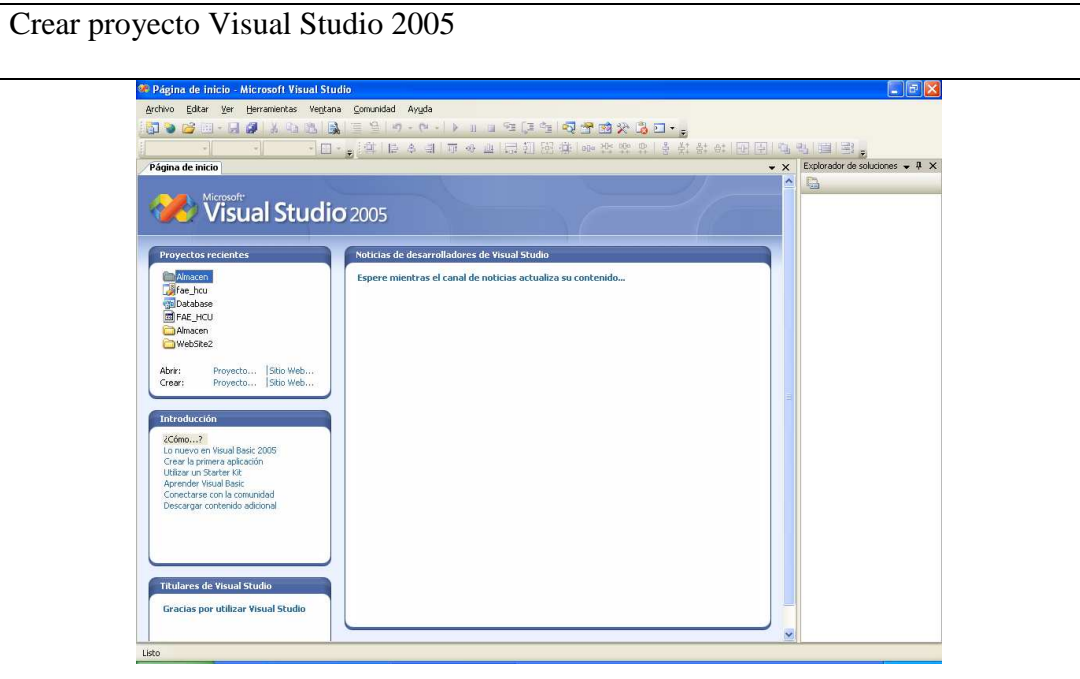 Crear proyecto Visual Studio 2005
Página de inicio - Microsoft Visual Studio
Archivo Editar Ver Herramientas Ventana Comunidad Ayuda
Página de inicio
Explorador de soluciones
Microsoft
Visual Studio 2005
Proyectos recientes
Almacen
fae_hcu
Database
FAE_HCU
Almacen
WebSite2
Abrir: Proyecto... | Sitio Web...
Crear: Proyecto... | Sitio Web...
Noticias de desarrolladores de Visual Studio
Espere mientras el canal de noticias actualiza su contenido...
Introducción
¿Cómo...?
Lo nuevo en Visual Basic 2005
Crear la primera aplicación
Utilizar un Starter Kit
Aprender Visual Basic
Conectarse con la comunidad
Descargar contenido adicional
Titulares de Visual Studio
Gracias por utilizar Visual Studio
Listo